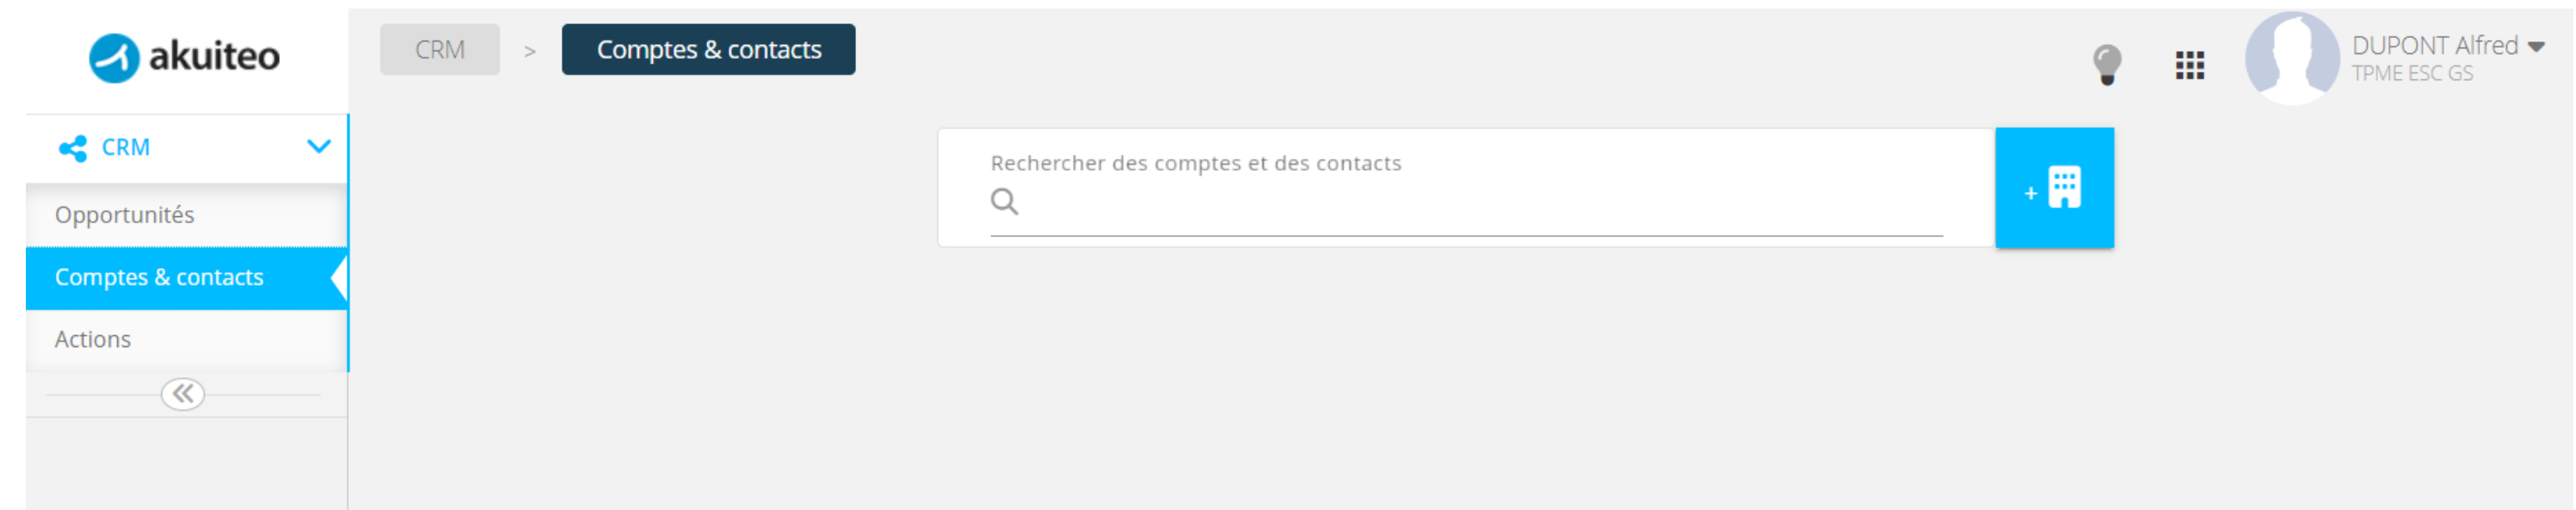 akuiteo
CRM > Comptes & contacts
DUPONT Alfred
TPME ESC GS
CRM
Opportunités
Comptes & contacts
Actions
Rechercher des comptes et des contacts
+